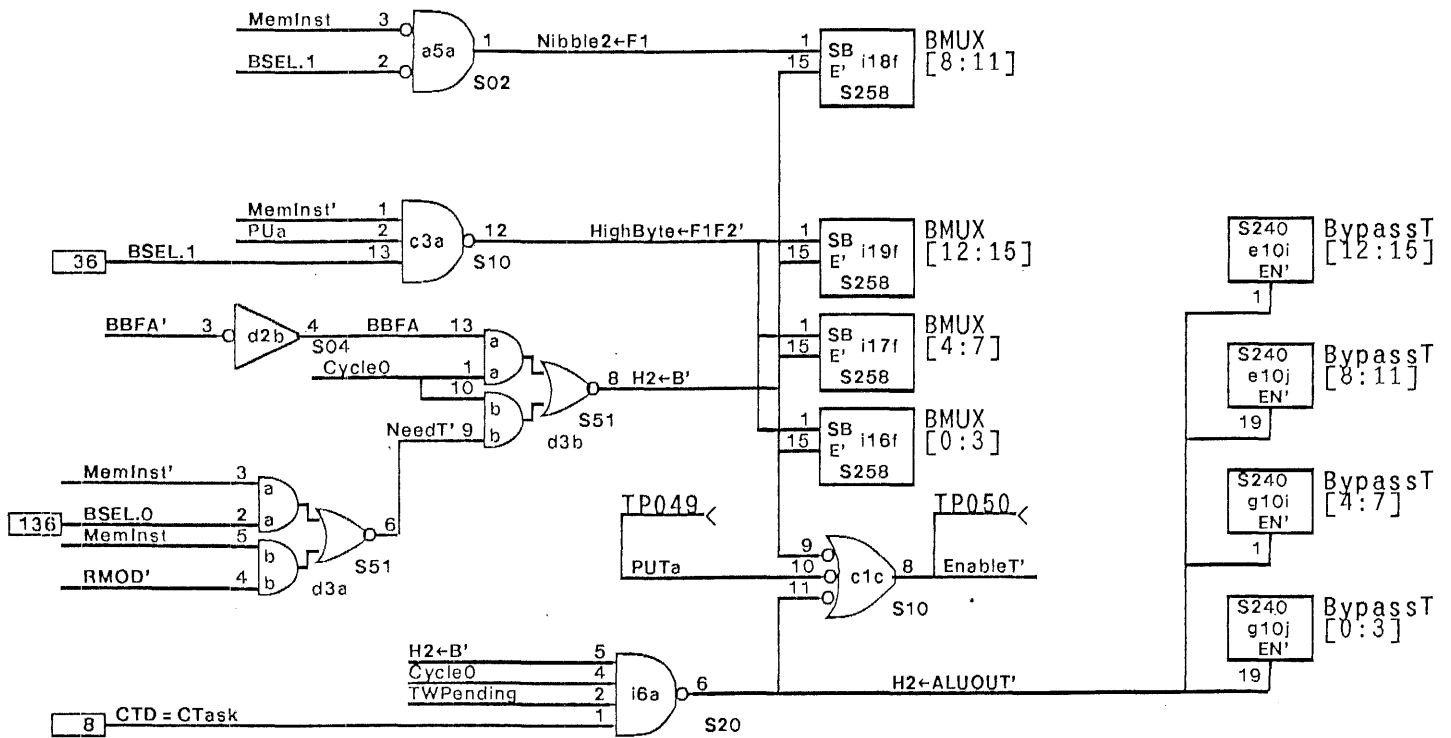 MemInst 3
BSEL.1 2
a5a
1 Nibble2←F1
S02
1 SB i18f
15 E'
S258
BMUX
[8:11]
MemInst' 1
PUa 2
36 BSEL.1 13
c3a
12 HighByte←F1F2'
S10
1 SB i19f
15 E'
S258
BMUX
[12:15]
S240
e10i
EN'
1
BypassT
[12:15]
BBFA' 3 d2b 4 BBFA 13
S04
Cycle0 1
10
a
a
b
b
NeedT' 9
8 H2←B'
S51
d3b
1 SB i17f
15 E'
S258
BMUX
[4:7]
S240
e10j
EN'
19
BypassT
[8:11]
1 SB i16f
15 E'
S258
BMUX
[0:3]
MemInst' 3
136 BSEL.0 2
MemInst 5
RMOD' 4
a
a
b
b
6
S51
d3a
TP049
TP050
9
PUTa 10
11
c1c
8 EnableT'
S10
S240
g10i
EN'
1
BypassT
[4:7]
S240
g10j
EN'
19
BypassT
[0:3]
H2←B' 5
Cycle0 4
TWPending 2
8 CTD = CTask 1
i6a
6 H2←ALUOUT'
S20